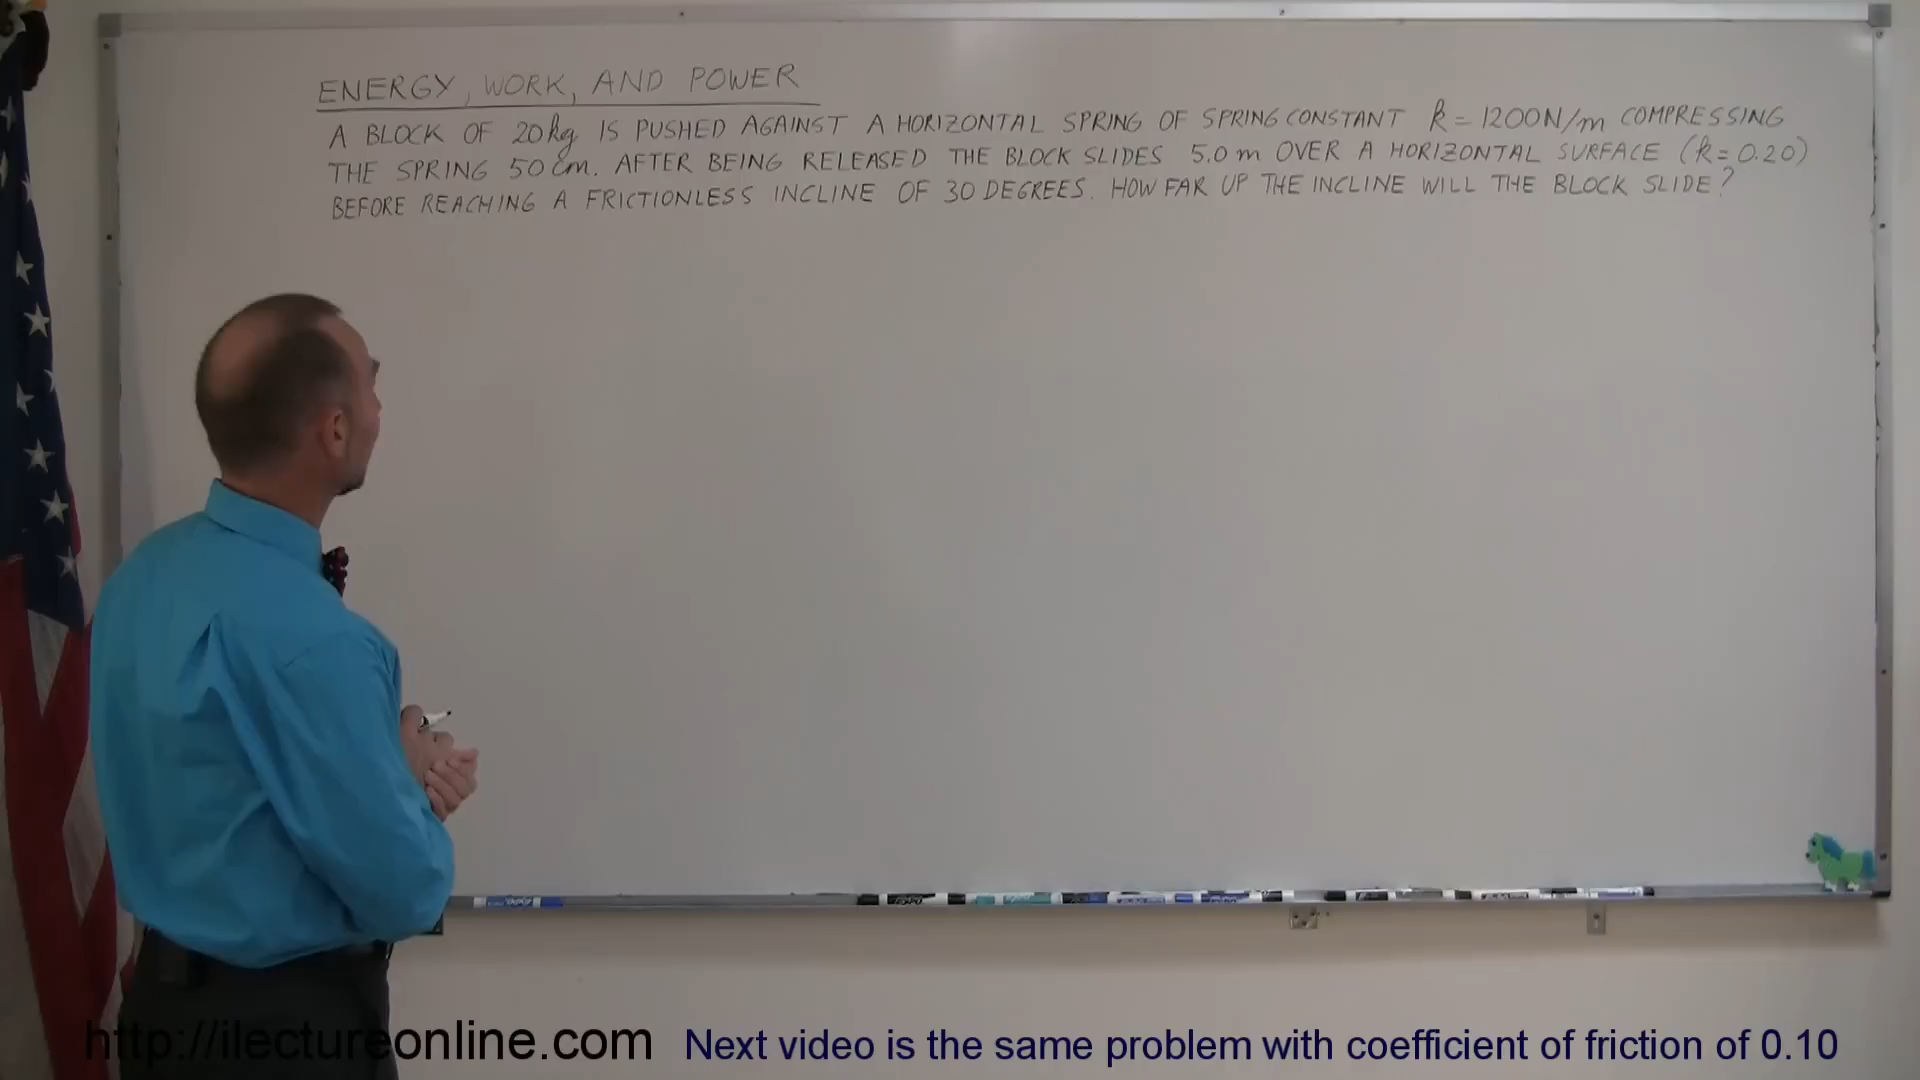 ENERGY, WORK, AND POWER
A BLOCK OF 20kg IS PUSHED AGAINST A HORIZONTAL SPRING OF SPRING CONSTANT k = 1200N/m COMPRESSING
THE SPRING 50 cm. AFTER BEING RELEASED THE BLOCK SLIDES 5.0 m OVER A HORIZONTAL SURFACE (k = 0.20)
BEFORE REACHING A FRICTIONLESS INCLINE OF 30 DEGREES. HOW FAR UP THE INCLINE WILL THE BLOCK SLIDE?
http://ilectureonline.com Next video is the same problem with coefficient of friction of 0.10